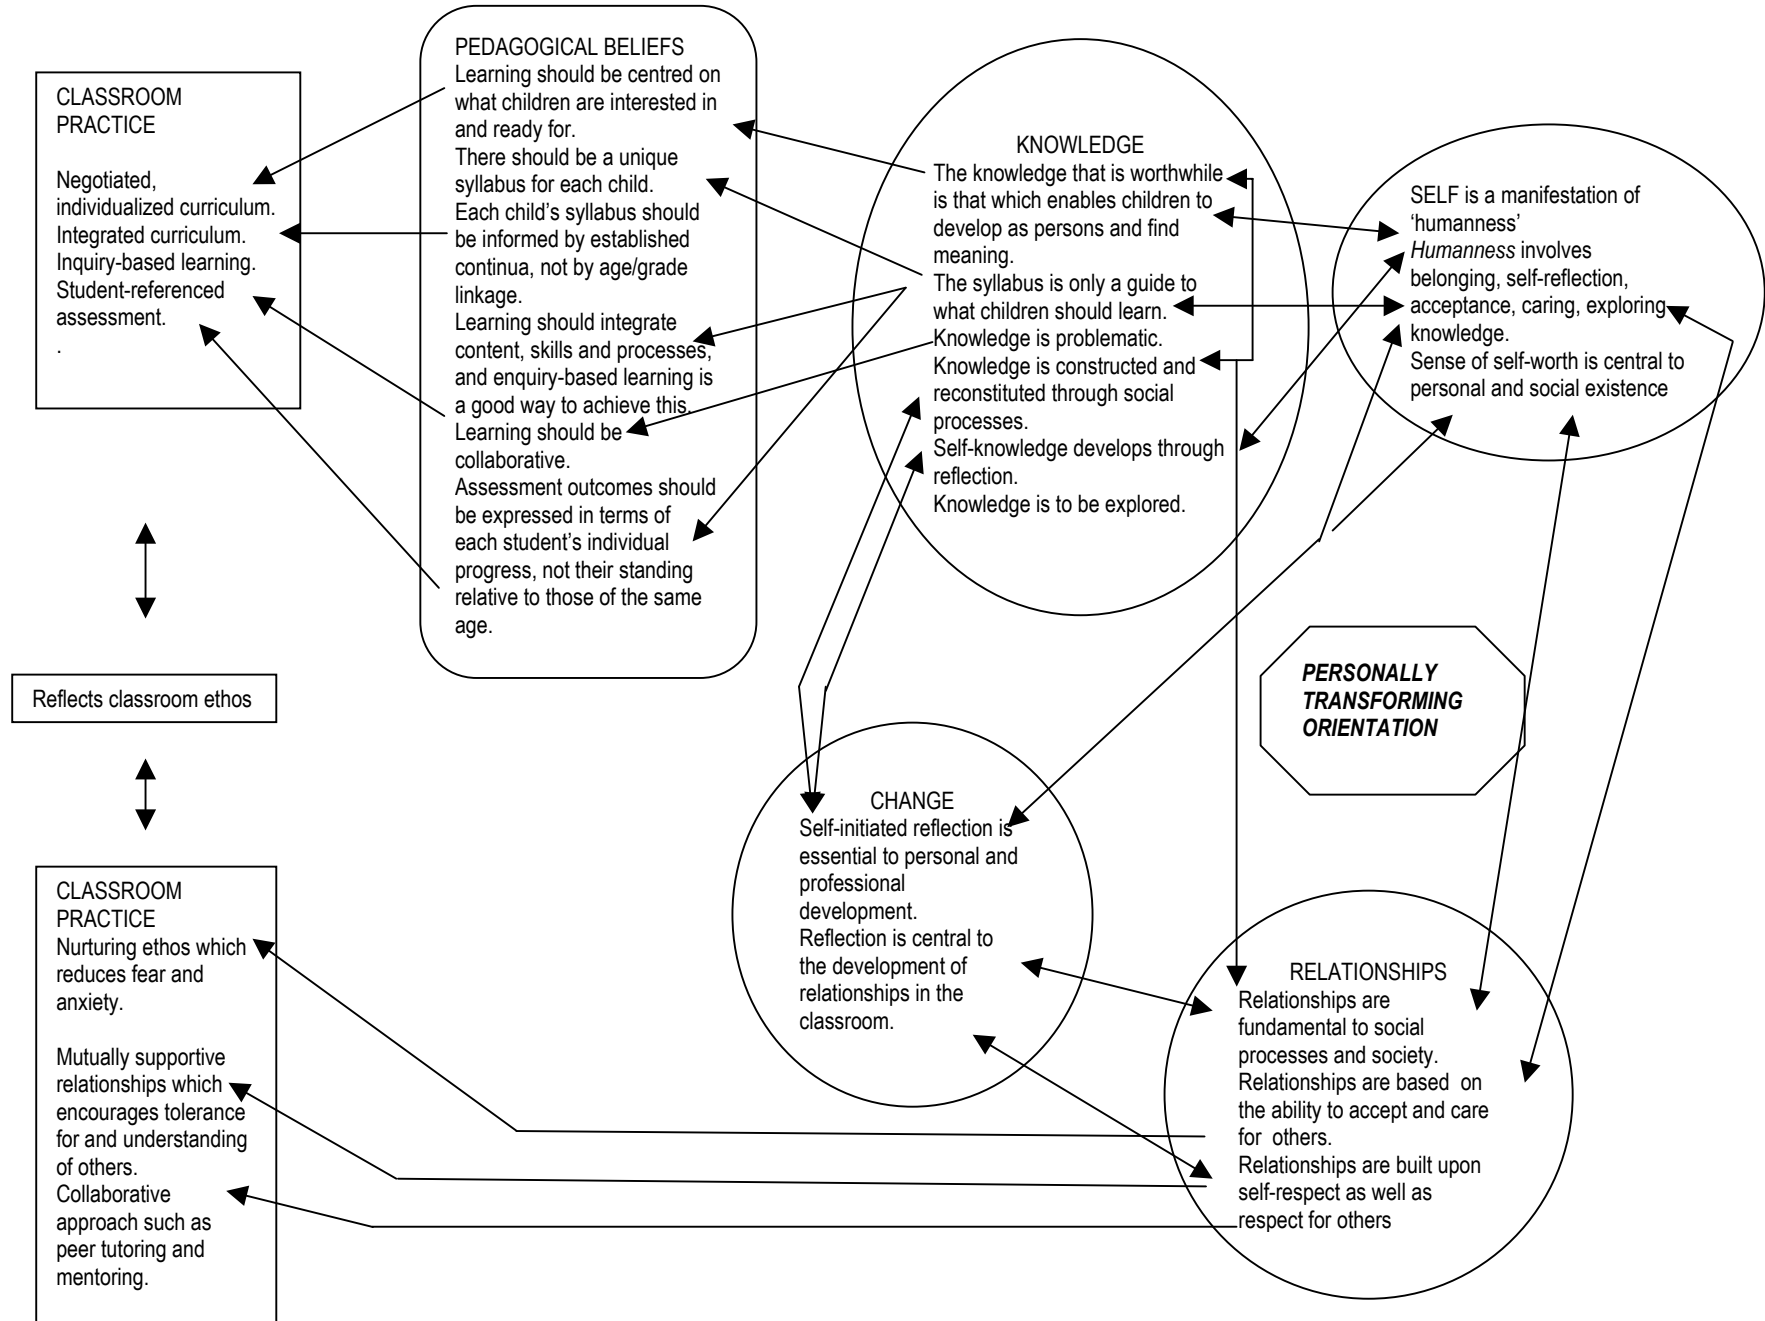 CLASSROOM
PRACTICE
Negotiated,
individualized curriculum.
Integrated curriculum.
Inquiry-based learning.
Student-referenced
assessment.
.
Reflects classroom ethos
CLASSROOM
PRACTICE
Nurturing ethos which
reduces fear and
anxiety.
Mutually supportive
relationships which
encourages tolerance
for and understanding
of others.
Collaborative
approach such as
peer tutoring and
mentoring.
PEDAGOGICAL BELIEFS
Learning should be centred on
what children are interested in
and ready for.
There should be a unique
syllabus for each child.
Each child’s syllabus should
be informed by established
continua, not by age/grade
linkage.
Learning should integrate
content, skills and processes,
and enquiry-based learning is
a good way to achieve this.
Learning should be
collaborative.
Assessment outcomes should
be expressed in terms of
each student’s individual
progress, not their standing
relative to those of the same
age.
KNOWLEDGE
The knowledge that is worthwhile
is that which enables children to
develop as persons and find
meaning.
The syllabus is only a guide to
what children should learn.
Knowledge is problematic.
Knowledge is constructed and
reconstituted through social
processes.
Self-knowledge develops through
reflection.
Knowledge is to be explored.
SELF is a manifestation of
‘humanness’
Humanness involves
belonging, self-reflection,
acceptance, caring, exploring
knowledge.
Sense of self-worth is central to
personal and social existence
PERSONALLY
TRANSFORMING
ORIENTATION
CHANGE
Self-initiated reflection is
essential to personal and
professional
development.
Reflection is central to
the development of
relationships in the
classroom.
RELATIONSHIPS
Relationships are
fundamental to social
processes and society.
Relationships are based  on
the ability to accept and care
for  others.
Relationships are built upon
self-respect as well as
respect for others